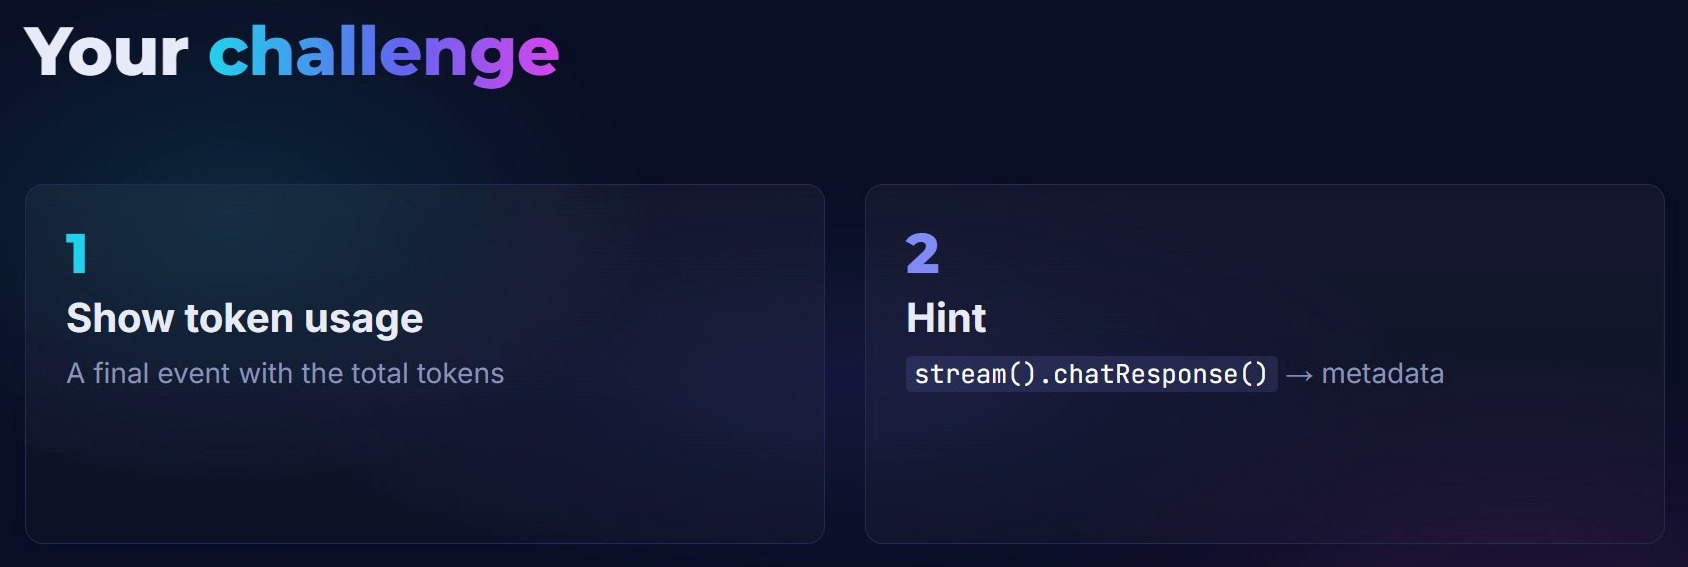 Your challenge
1
Show token usage
A final event with the total tokens
2
Hint
stream().chatResponse() → metadata